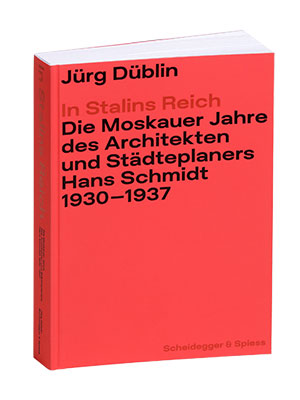 Jürg Düblin
In Stalins Reich
Die Moskauer Jahre
des Architekten
und Städteplaners
Hans Schmidt
1930–1937
Scheidegger & Spiess